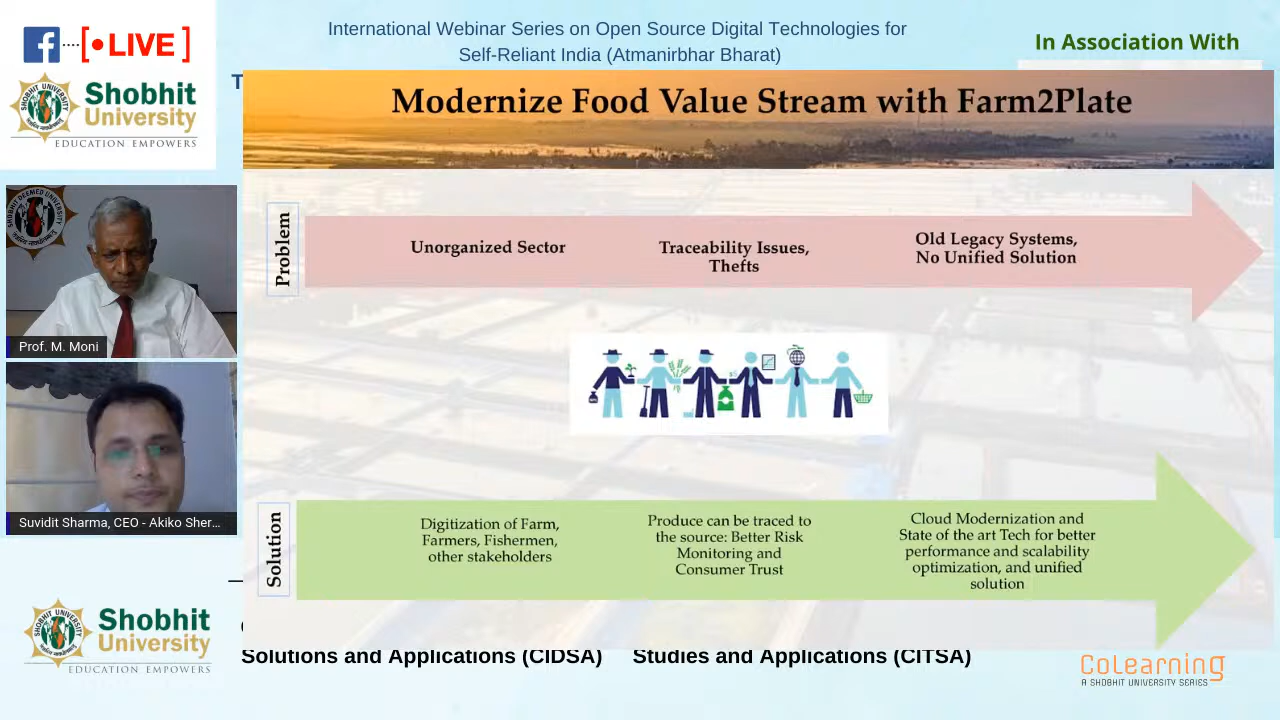 LIVE
Shobhit
University
EDUCATION EMPOWERS
International Webinar Series on Open Source Digital Technologies for
Self-Reliant India (Atmanirbhar Bharat)
In Association With
T
Modernize Food Value Stream with Farm2Plate
SHOBHIT DEEMED UNIVERSITY
Prof. M. Moni
Suvidit Sharma, CEO - Akiko Sher...
Problem
Unorganized Sector
Traceability Issues,
Thefts
Old Legacy Systems,
No Unified Solution
Solution
Digitization of Farm,
Farmers, Fishermen,
other stakeholders
Produce can be traced to
the source: Better Risk
Monitoring and
Consumer Trust
Cloud Modernization and
State of the art Tech for better
performance and scalability
optimization, and unified
solution
Shobhit
University
EDUCATION EMPOWERS
Solutions and Applications (CIDSA) Studies and Applications (CITSA)
CoLearning
A SHOBHIT UNIVERSITY SERIES